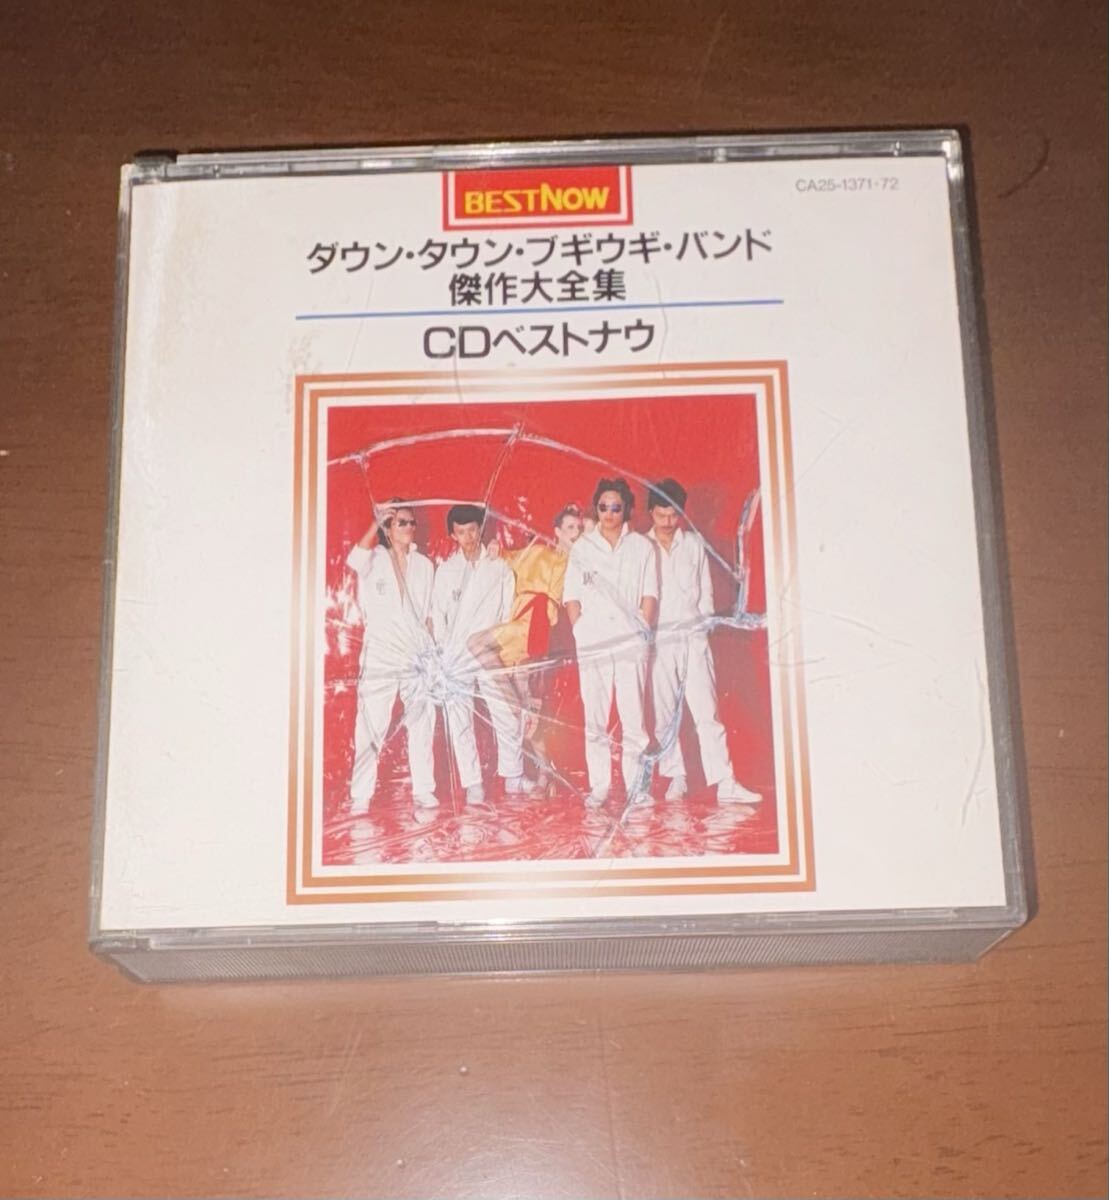 BESTNOW
CA25-1371・72
ダウン・タウン・ブギウギ・バンド
傑作大全集
CDベストナウ